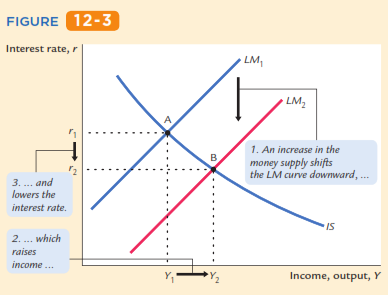 FIGURE 12-3
Interest rate, r
LM1
LM2
A
r1
B
1. An increase in the
money supply shifts
the LM curve downward, ...
r2
3. ... and
lowers the
interest rate.
IS
2. ... which
raises
income ...
Y1
Y2
Income, output, Y